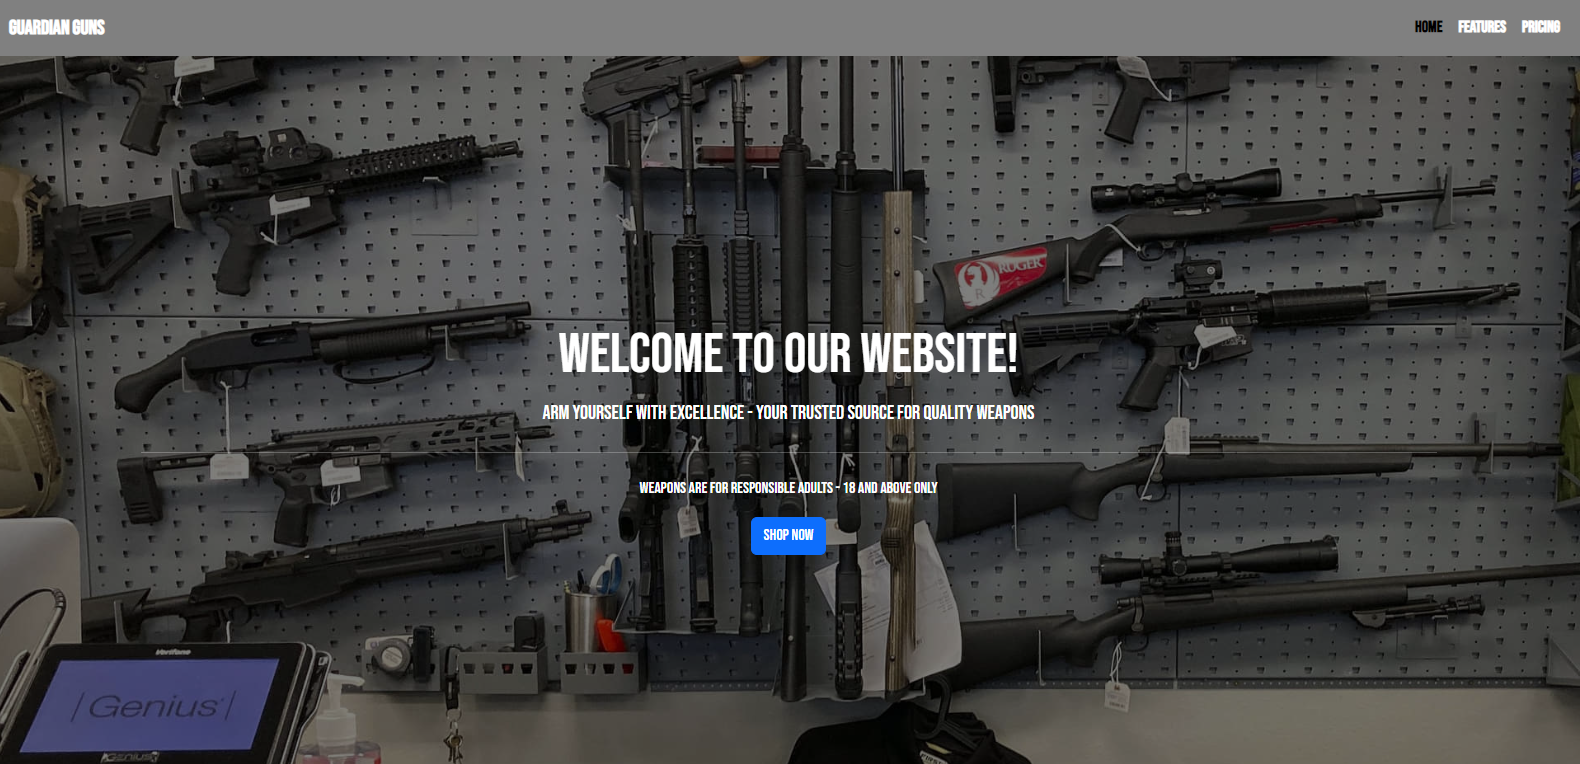 GUARDIAN GUNS
HOME FEATURES PRICING
RUGER
WELCOME TO OUR WEBSITE!
ARM YOURSELF WITH EXCELLENCE - YOUR TRUSTED SOURCE FOR QUALITY WEAPONS
WEAPONS ARE FOR RESPONSIBLE ADULTS - 18 AND ABOVE ONLY
SHOP NOW
Verifone
|Genius|
GENIUS